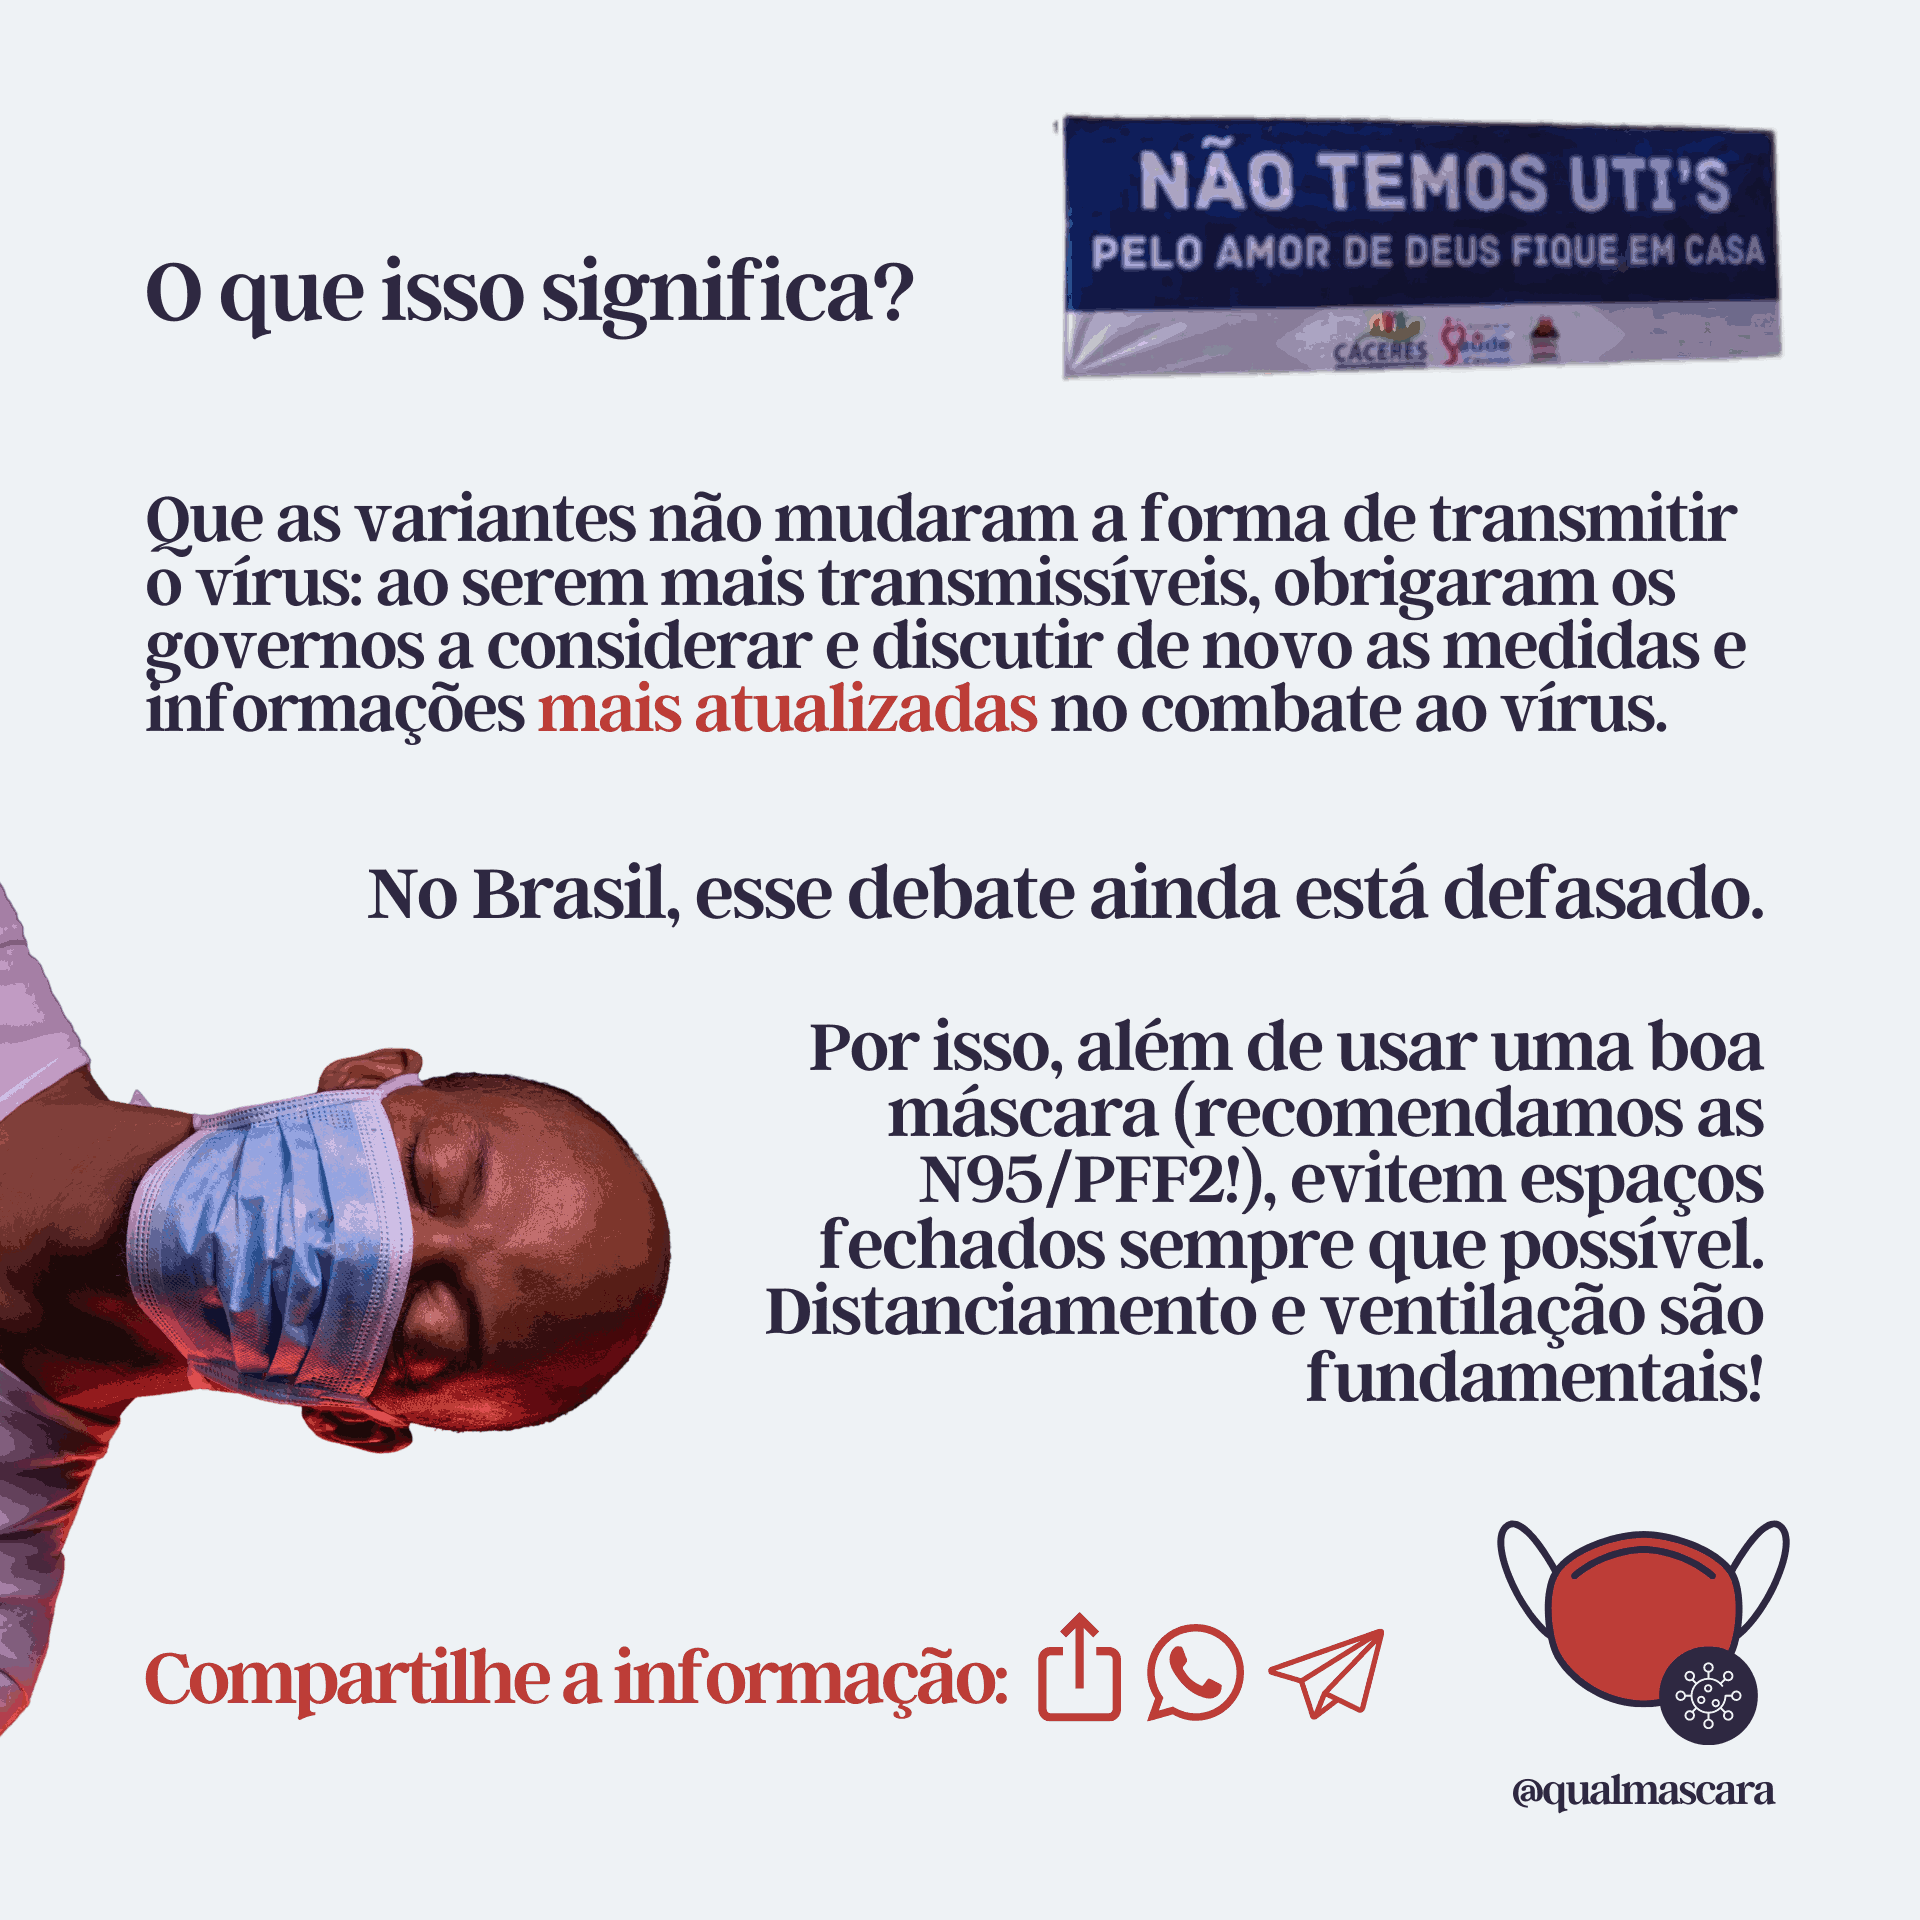 NÃO TEMOS UTI'S
PELO AMOR DE DEUS FIQUE EM CASA
CÁCERES
Saúde
O que isso significa?
Que as variantes não mudaram a forma de transmitir
o vírus: ao serem mais transmissíveis, obrigaram os
governos a considerar e discutir de novo as medidas e
informações mais atualizadas no combate ao vírus.
No Brasil, esse debate ainda está defasado.
Por isso, além de usar uma boa
máscara (recomendamos as
N95/PFF2!), evitem espaços
fechados sempre que possível.
Distanciamento e ventilação são
fundamentais!
Compartilhe a informação:
@qualmascara